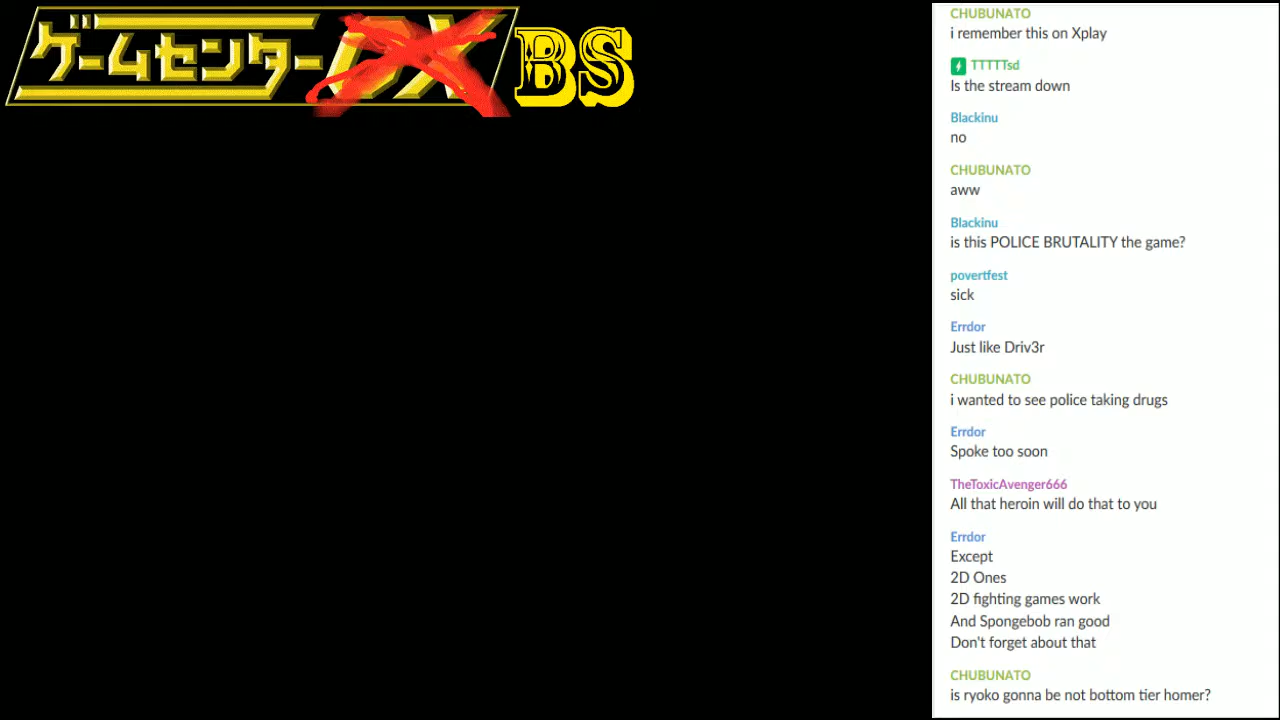 ゲームセンターCX BS
CHUBUNATO
i remember this on Xplay
TTTTTsd
Is the stream down
Blackinu
no
CHUBUNATO
aww
Blackinu
is this POLICE BRUTALITY the game?
povertfest
sick
Errdor
Just like Driv3r
CHUBUNATO
i wanted to see police taking drugs
Errdor
Spoke too soon
TheToxicAvenger666
All that heroin will do that to you
Errdor
Except
2D Ones
2D fighting games work
And Spongebob ran good
Don't forget about that
CHUBUNATO
is ryoko gonna be not bottom tier homer?